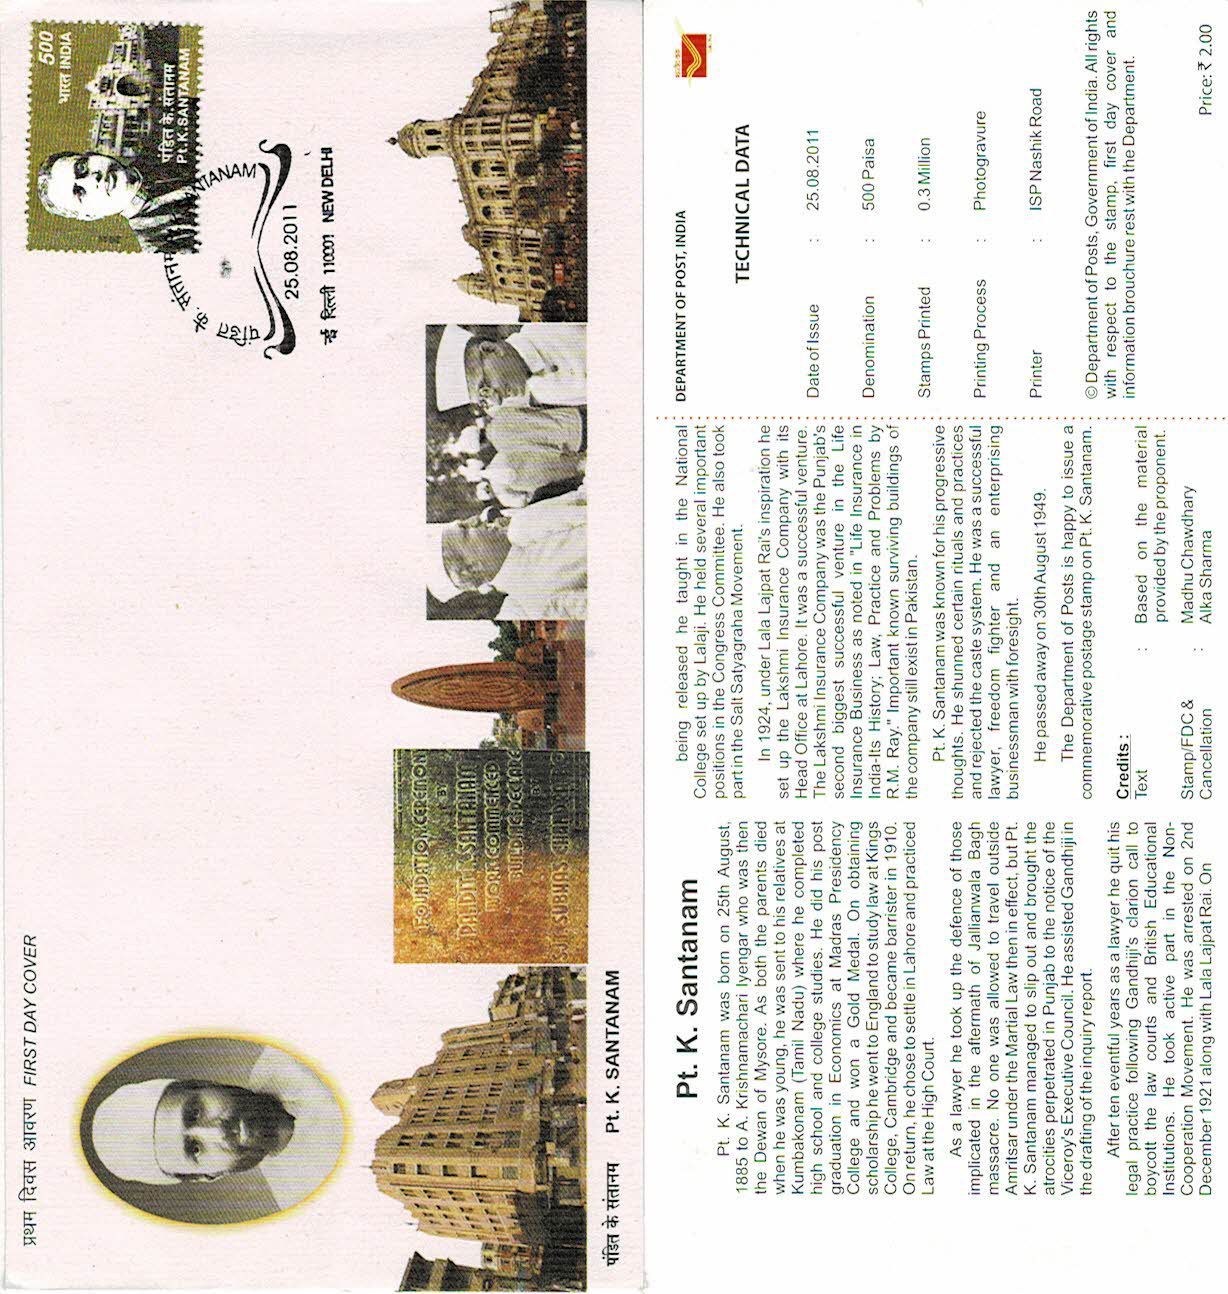 प्रथम दिवस आवरण FIRST DAY COVER
500
भारत INDIA
पंडित के. संतानम
Pt.K.SANTANAM
पंडित के. संतानम
ANTANAM
25.08.2011
नई दिल्ली 110001 NEW DELHI
FOUNDATION CEREMON
BY
PANDIT K. SANTANAM
WORK COMMENCED
BUILDING DECLARE
BY
SJT. SUBHAS CHANDRA BO
पंडित के संतानम Pt. K. SANTANAM
Pt. K. Santanam
Pt. K. Santanam was born on 25th August,
1885 to A. Krishnamachari Iyengar who was then
the Dewan of Mysore. As both the parents died
when he was young, he was sent to his relatives at
Kumbakonam (Tamil Nadu) where he completed
high school and college studies. He did his post
graduation in Economics at Madras Presidency
College and won a Gold Medal. On obtaining
scholarship he went to England to study law at Kings
College, Cambridge and became barrister in 1910.
On return, he chose to settle in Lahore and practiced
Law at the High Court.
As a lawyer he took up the defence of those
implicated in the aftermath of Jallianwala Bagh
massacre. No one was allowed to travel outside
Amritsar under the Martial Law then in effect, but Pt.
K. Santanam managed to slip out and brought the
atrocities perpetrated in Punjab to the notice of the
Viceroy's Executive Council. He assisted Gandhiji in
the drafting of the inquiry report.
After ten eventful years as a lawyer he quit his
legal practice following Gandhiji's clarion call to
boycott the law courts and British Educational
Institutions. He took active part in the Non-
Cooperation Movement. He was arrested on 2nd
December 1921 along with Lala Lajpat Rai. On
being released he taught in the National
College set up by Lalaji. He held several important
positions in the Congress Committee. He also took
part in the Salt Satyagraha Movement.
In 1924, under Lala Lajpat Rai's inspiration he
set up the Lakshmi Insurance Company with its
Head Office at Lahore. It was a successful venture.
The Lakshmi Insurance Company was the Punjab's
second biggest successful venture in the Life
Insurance Business as noted in "Life Insurance in
India-Its History; Law, Practice and Problems by
R.M. Ray." Important known surviving buildings of
the company still exist in Pakistan.
Pt. K. Santanam was known for his progressive
thoughts. He shunned certain rituals and practices
and rejected the caste system. He was a successful
lawyer, freedom fighter and an enterprising
businessman with foresight.
He passed away on 30th August 1949.
The Department of Posts is happy to issue a
commemorative postage stamp on Pt. K. Santanam.
Credits :
Text : Based on the material
provided by the proponent.
Stamp/FDC & : Madhu Chawdhary
Cancellation Alka Sharma
DEPARTMENT OF POST, INDIA
TECHNICAL DATA
Date of Issue : 25.08.2011
Denomination : 500 Paisa
Stamps Printed : 0.3 Million
Printing Process : Photogravure
Printer : ISP Nashik Road
© Department of Posts, Government of India. All rights
with respect to the stamp, first day cover and
information brouchure rest with the Department.
Price: ₹ 2.00